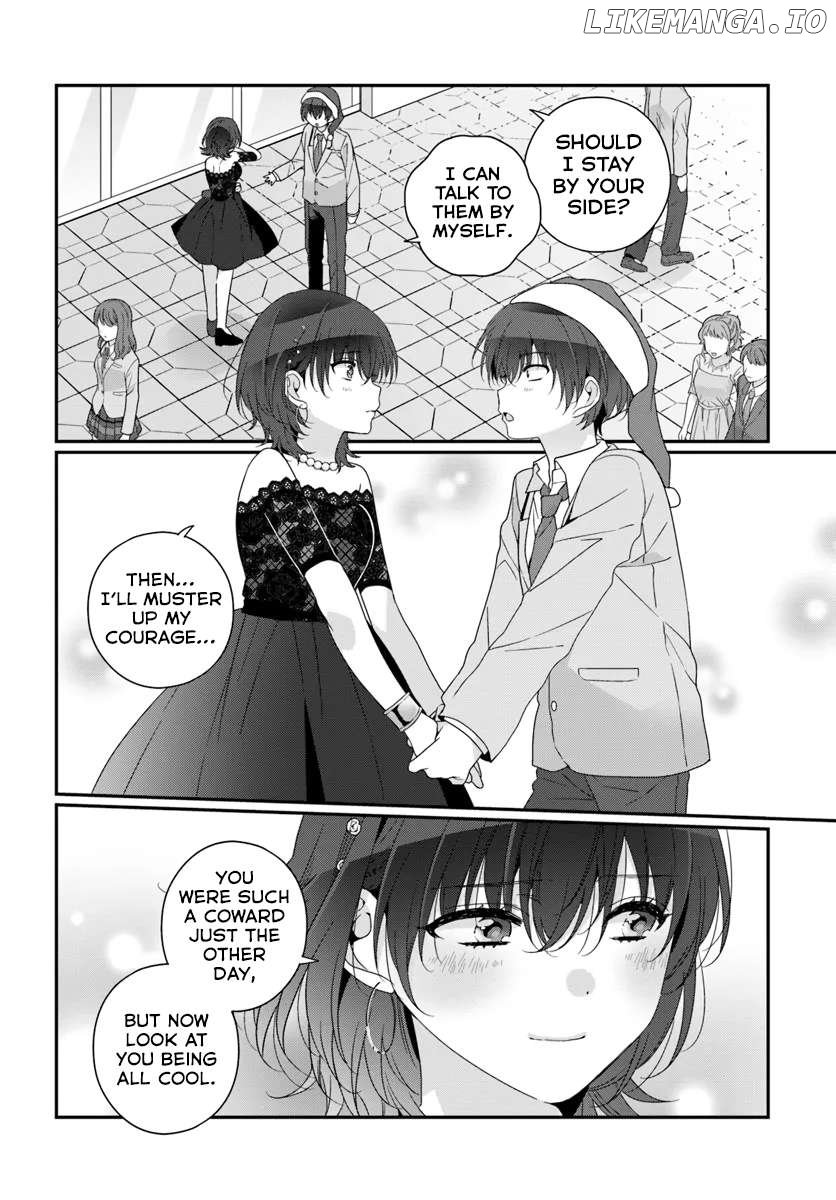 LIKEMANGA.IO
SHOULD
I STAY
BY YOUR
SIDE?
I CAN
TALK TO
THEM BY
MYSELF.
THEN...
I'LL MUSTER
UP MY
COURAGE...
YOU
WERE SUCH
A COWARD
JUST THE
OTHER
DAY,
BUT NOW
LOOK AT
YOU BEING
ALL COOL.